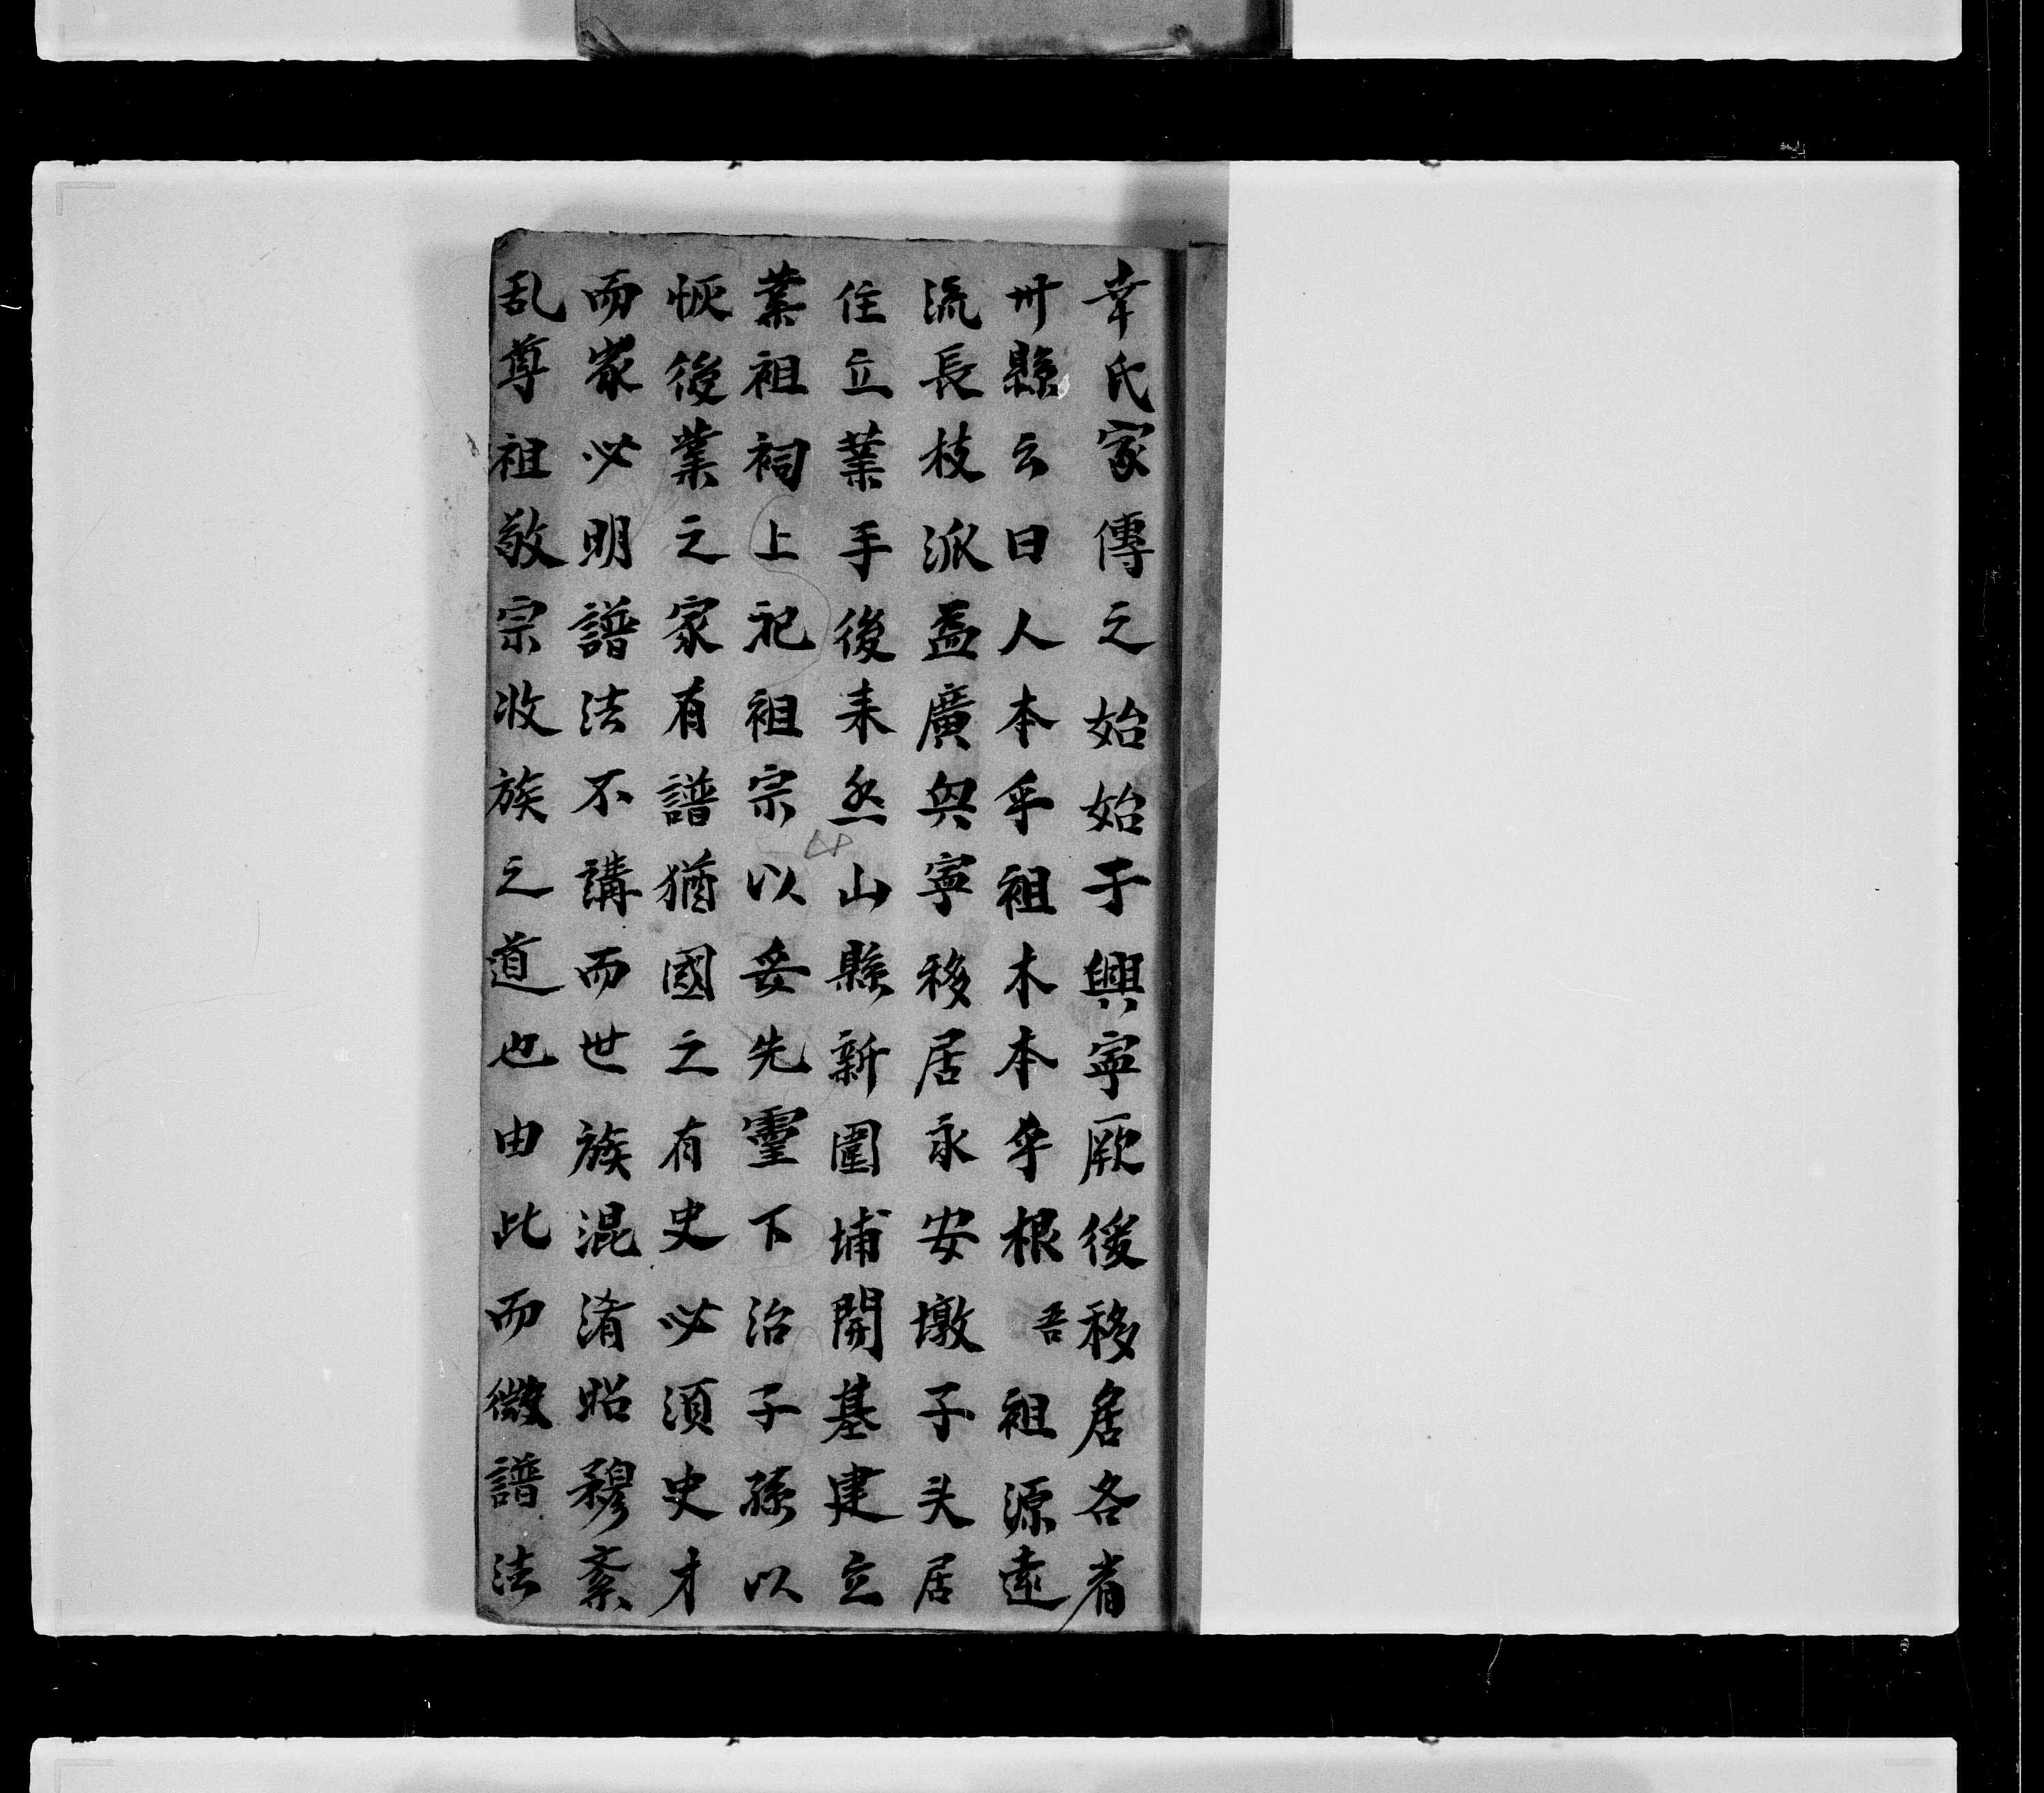 幸氏家傳之始始于興寧厥後移居各省
卅縣云曰人本乎祖木本乎根吾祖源遠
流長枝派益廣與寧移居永安墩子头居
住立業手後来然山縣新圍埔開基建立
業祖祠上祀祖宗以妥先靈下治子孫以
恢後業之家有譜猶國之有史必須史才
而家必明譜法不講而世族混淆昭穆紊
乱尊祖敬宗收族之道也由此而微譜法